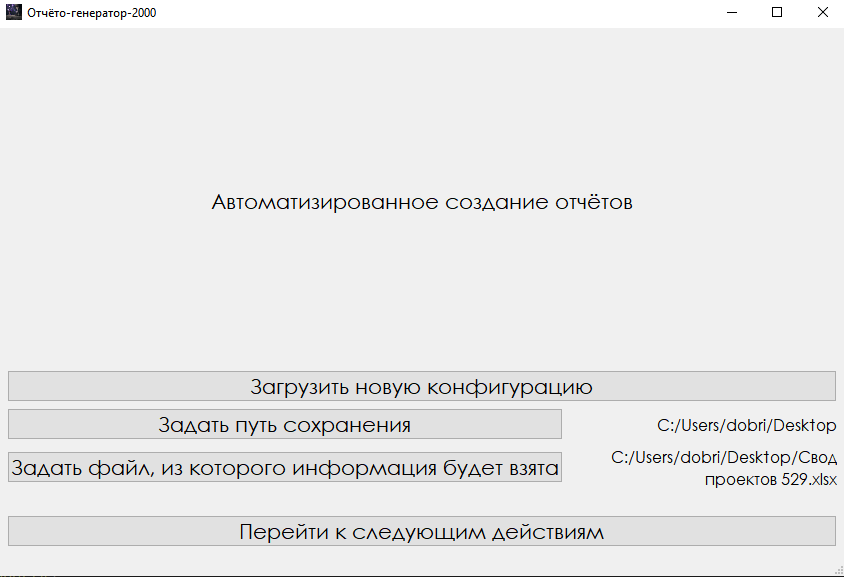 Отчёто-генератор-2000
Автоматизированное создание отчётов
Загрузить новую конфигурацию
Задать путь сохранения
C:/Users/dobri/Desktop
Задать файл, из которого информация будет взята
C:/Users/dobri/Desktop/Свод
проектов 529.xlsx
Перейти к следующим действиям